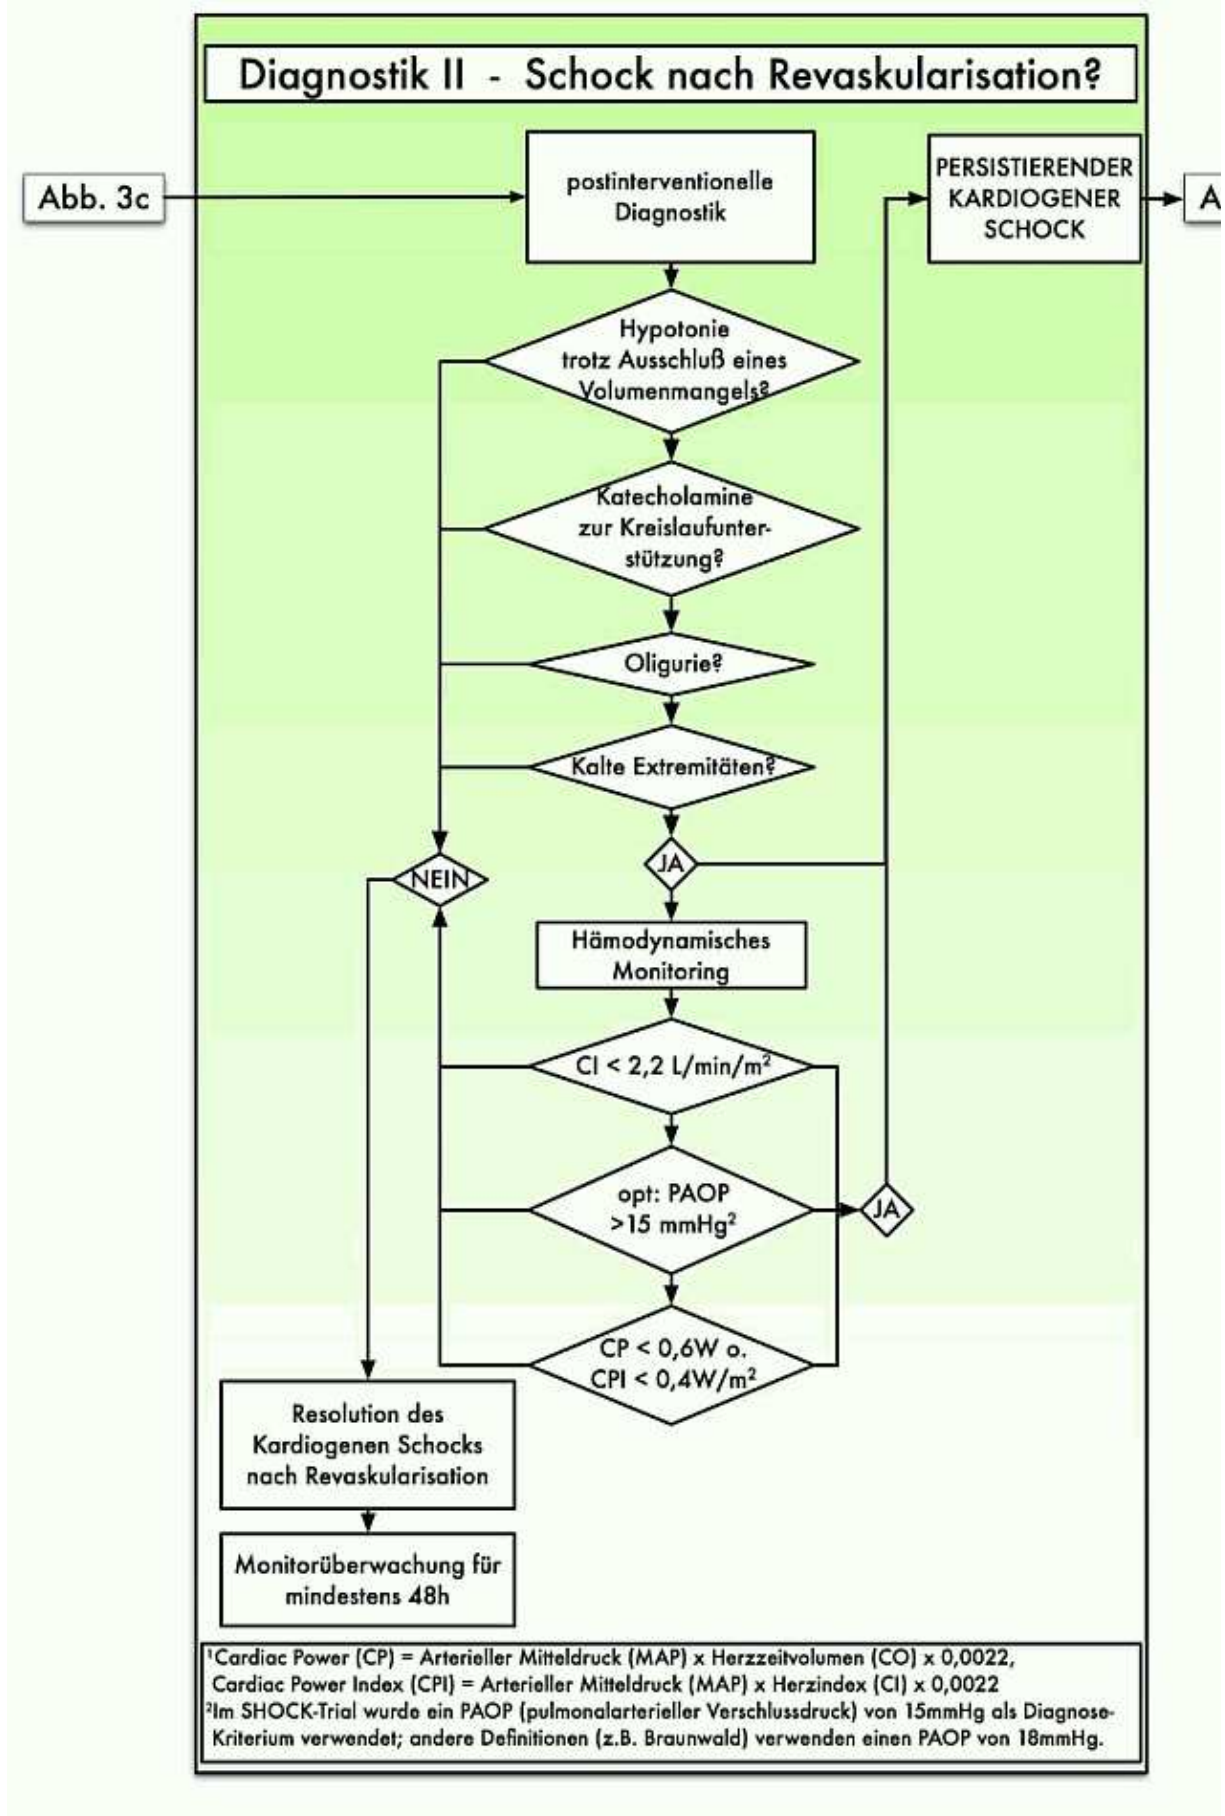 Diagnostik II - Schock nach Revaskularisation?
Abb. 3c
postinterventionelle
Diagnostik
PERSISTIERENDER
KARDIOGENER
SCHOCK
A
Hypotonie
trotz Ausschluß eines
Volumenmangels?
Katecholamine
zur Kreislaufunter-
stützung?
Oligurie?
Kalte Extremitäten?
NEIN
JA
Hämodynamisches
Monitoring
CI < 2,2 L/min/m²
opt: PAOP
>15 mmHg²
JA
CP < 0,6W o.
CPI < 0,4W/m²
Resolution des
Kardiogenen Schocks
nach Revaskularisation
Monitorüberwachung für
mindestens 48h
¹Cardiac Power (CP) = Arterieller Mitteldruck (MAP) x Herzzeitvolumen (CO) x 0,0022,
Cardiac Power Index (CPI) = Arterieller Mitteldruck (MAP) x Herzindex (CI) x 0,0022
²Im SHOCK-Trial wurde ein PAOP (pulmonalarterieller Verschlussdruck) von 15mmHg als Diagnose-
Kriterium verwendet; andere Definitionen (z.B. Braunwald) verwenden einen PAOP von 18mmHg.